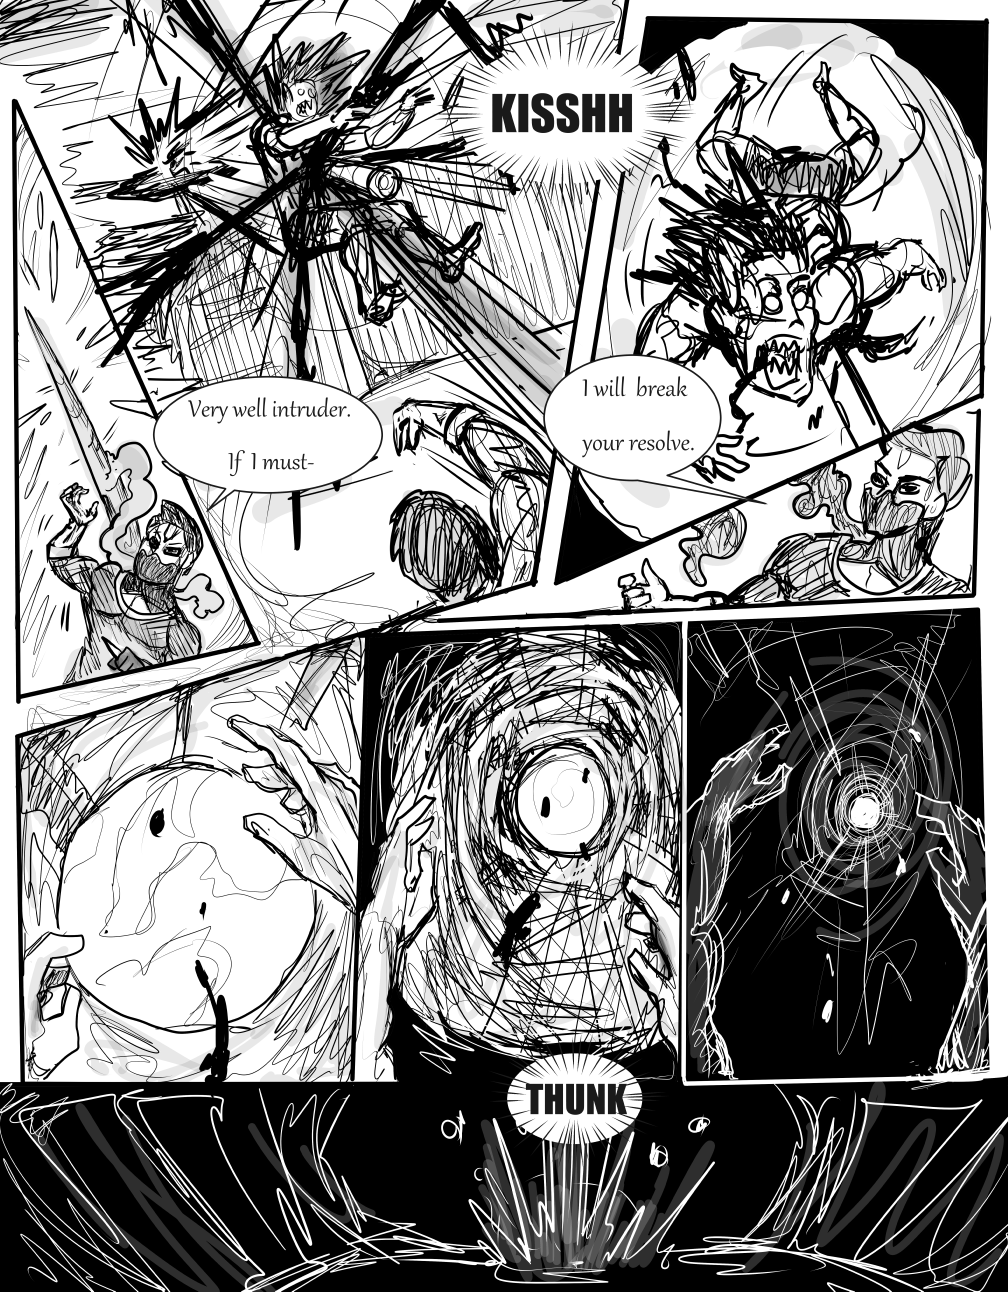 KISSHH
Very well intruder.
If I must-
I will break
your resolve.
THUNK